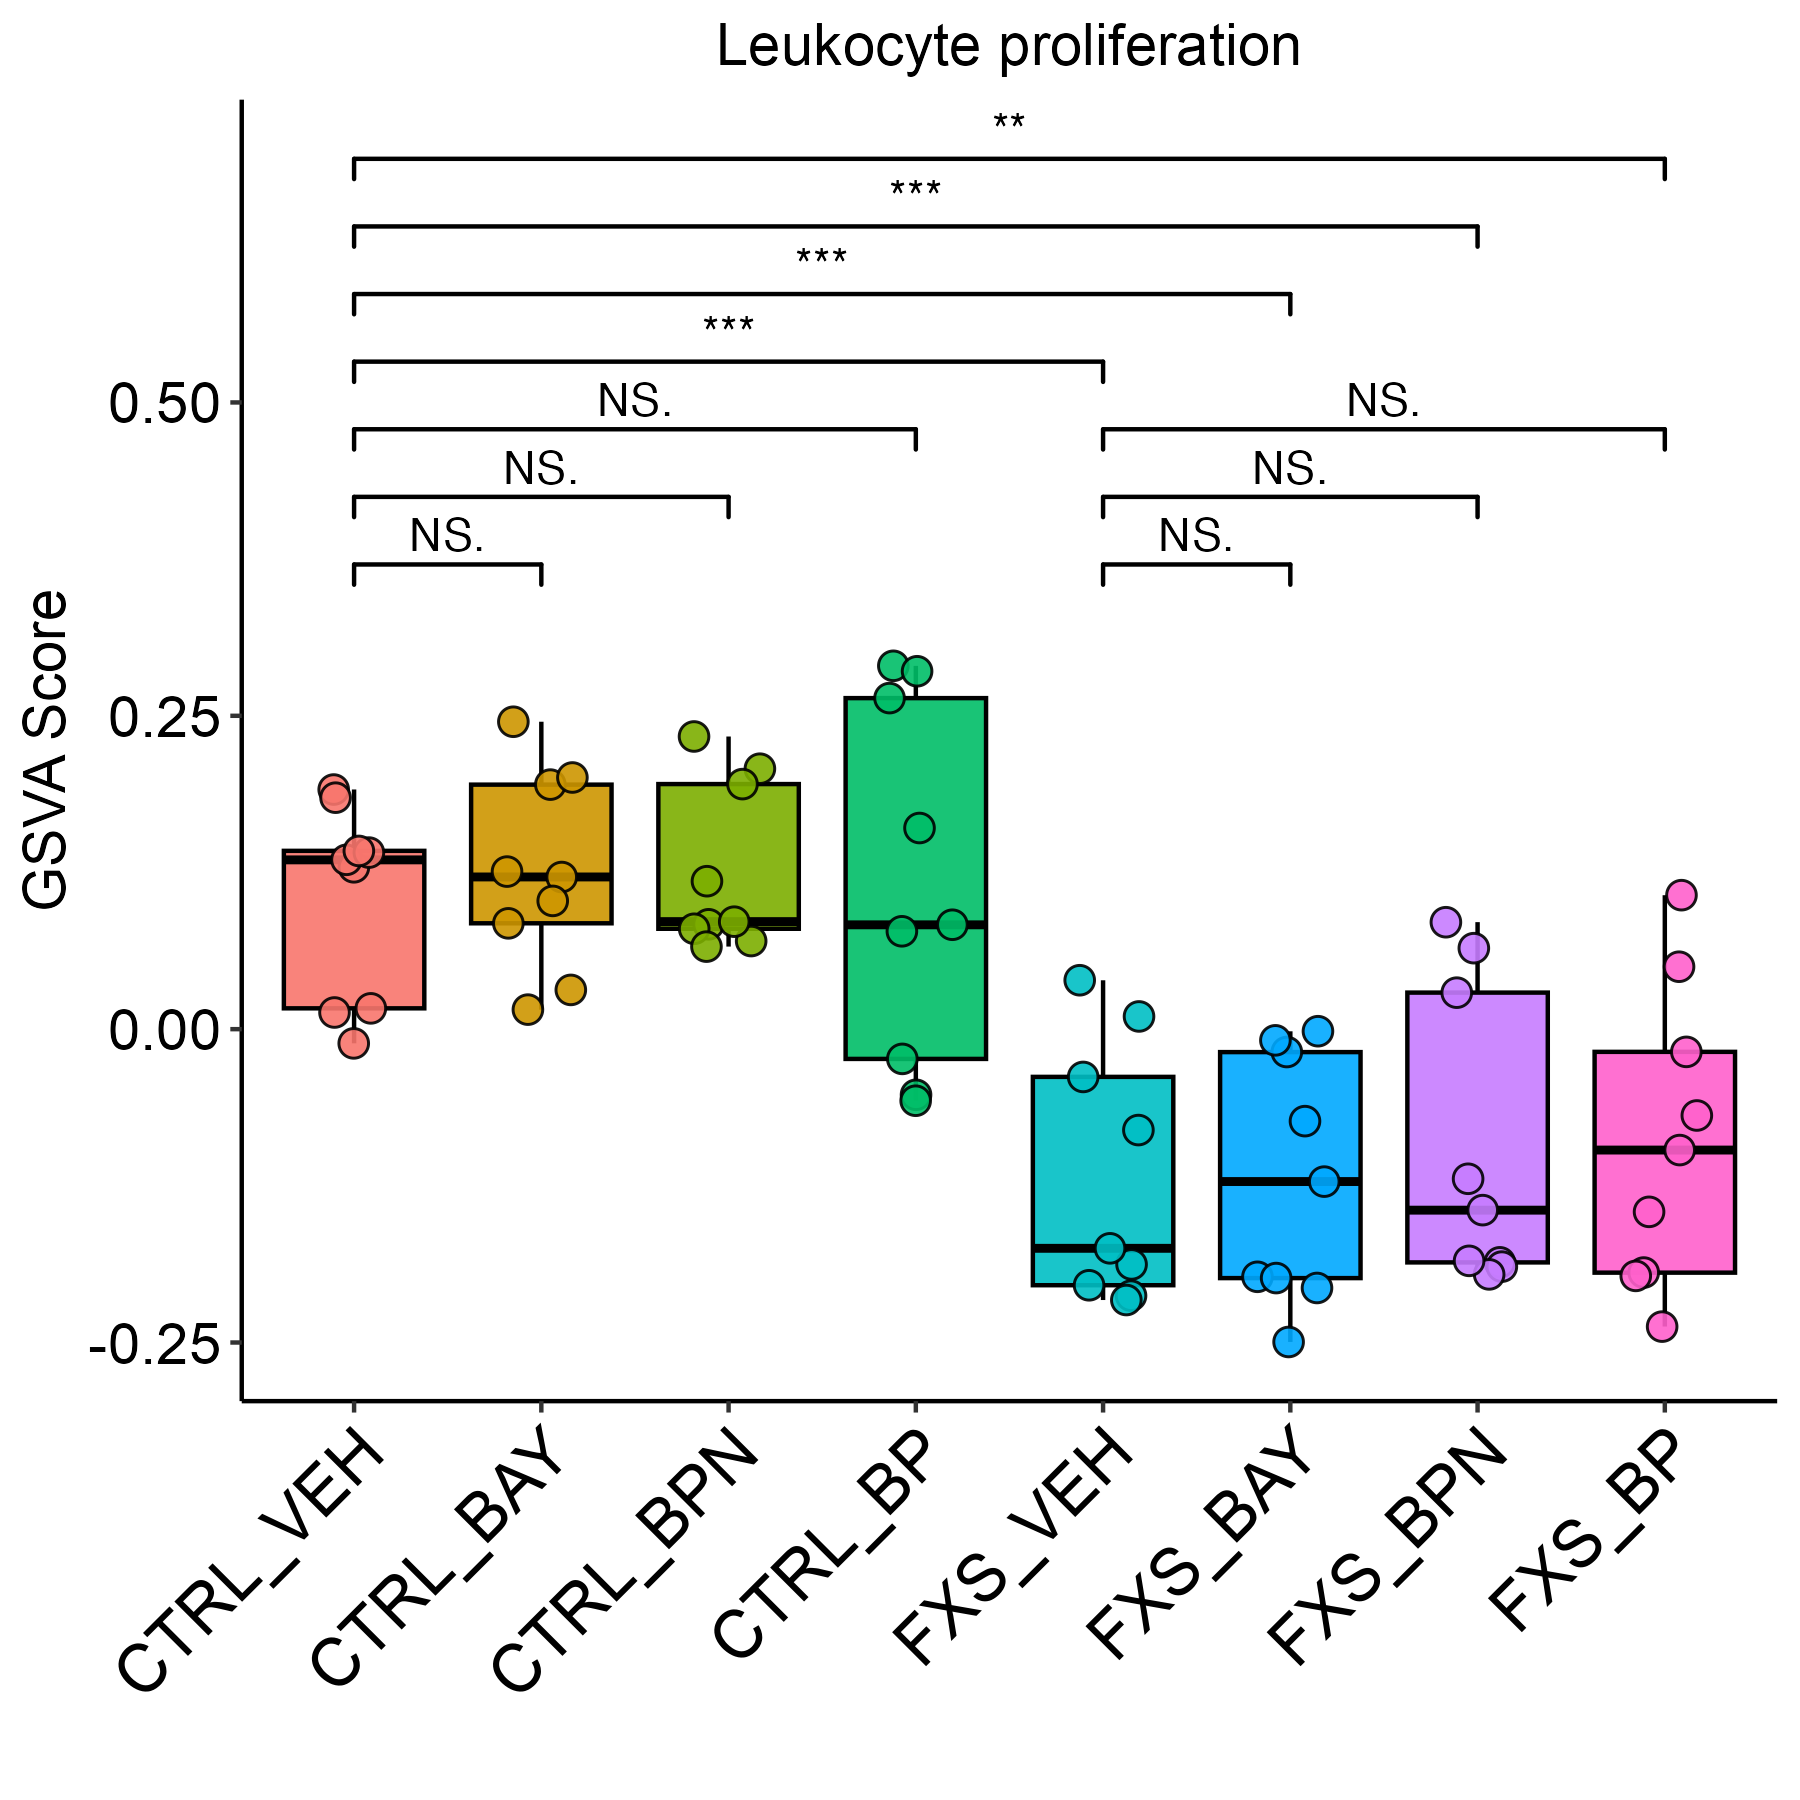 Leukocyte proliferation
**
***
***
***
NS.
NS.
NS.
NS.
NS.
NS.
GSVA Score
0.50
0.25
0.00
-0.25
CTRL_VEH
CTRL_BAY
CTRL_BPN
CTRL_BP
FXS_VEH
FXS_BAY
FXS_BPN
FXS_BP